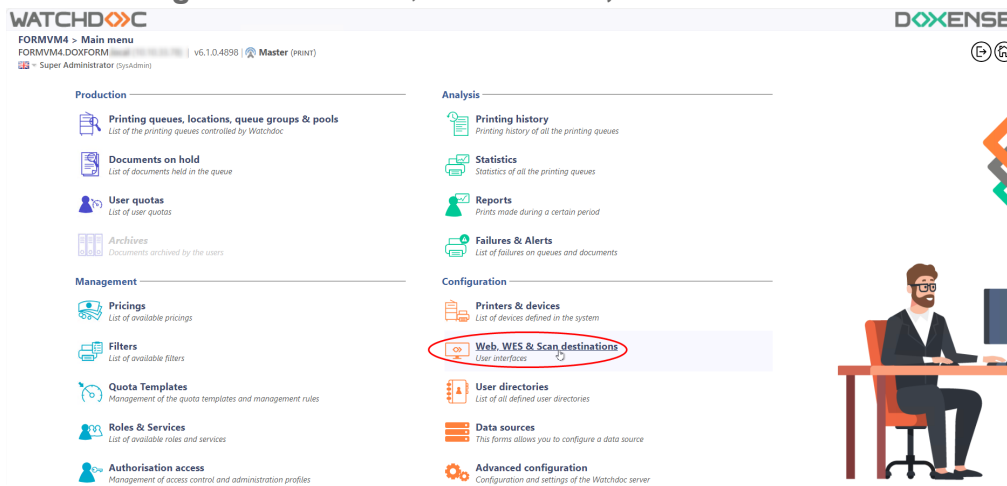 WATCHDOC
DOXENSE
FORMVM4 > Main menu
FORMVM4.DOXFORM | v6.1.0.4898 | Master (PRINT)
Super Administrator (SysAdmin)
Production
Printing queues, locations, queue groups & pools
List of the printing queues controlled by Watchdoc
Documents on hold
List of documents held in the queue
User quotas
List of user quotas
Archives
Documents archived by the users
Analysis
Printing history
Printing history of all the printing queues
Statistics
Statistics of all the printing queues
Reports
Prints made during a certain period
Failures & Alerts
List of failures on queues and documents
Management
Pricings
List of available pricings
Filters
List of available filters
Quota Templates
Management of the quota templates and management rules
Roles & Services
List of available roles and services
Authorisation access
Management of access control and administration profiles
Configuration
Printers & devices
List of devices defined in the system
Web, WES & Scan destinations
User interfaces
User directories
List of all defined user directories
Data sources
This forms allows you to configure a data source
Advanced configuration
Configuration and settings of the Watchdoc server